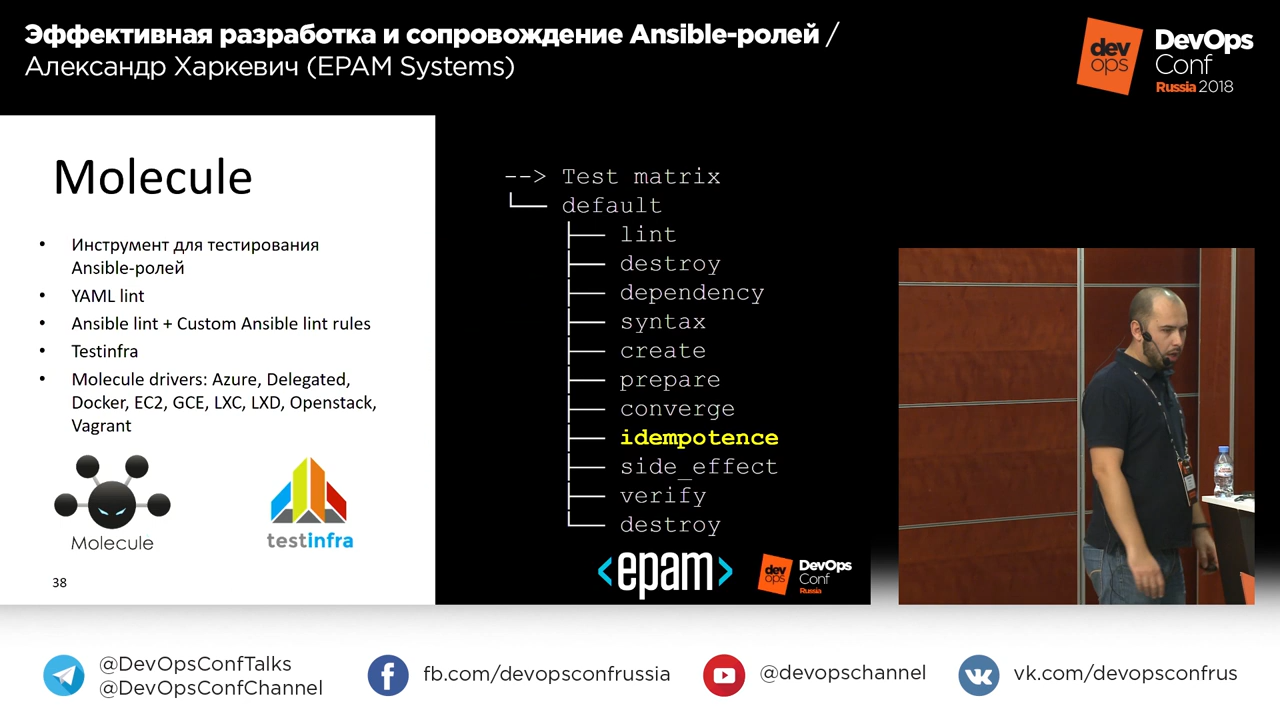 Эффективная разработка и сопровождение Ansible-ролей /
Александр Харкевич (EPAM Systems)
dev
ops
DevOps
Conf
Russia 2018
Molecule
• Инструмент для тестирования
Ansible-ролей
• YAML lint
• Ansible lint + Custom Ansible lint rules
• Testinfra
• Molecule drivers: Azure, Delegated,
Docker, EC2, GCE, LXC, LXD, Openstack,
Vagrant
Molecule
testinfra
38
--> Test matrix
└── default
├── lint
├── destroy
├── dependency
├── syntax
├── create
├── prepare
├── converge
├── idempotence
├── side_effect
├── verify
└── destroy
<epam>
dev
ops
DevOps
Conf
Russia
@DevOpsConfTalks
@DevOpsConfChannel
fb.com/devopsconfrussia
@devopschannel
vk.com/devopsconfrus